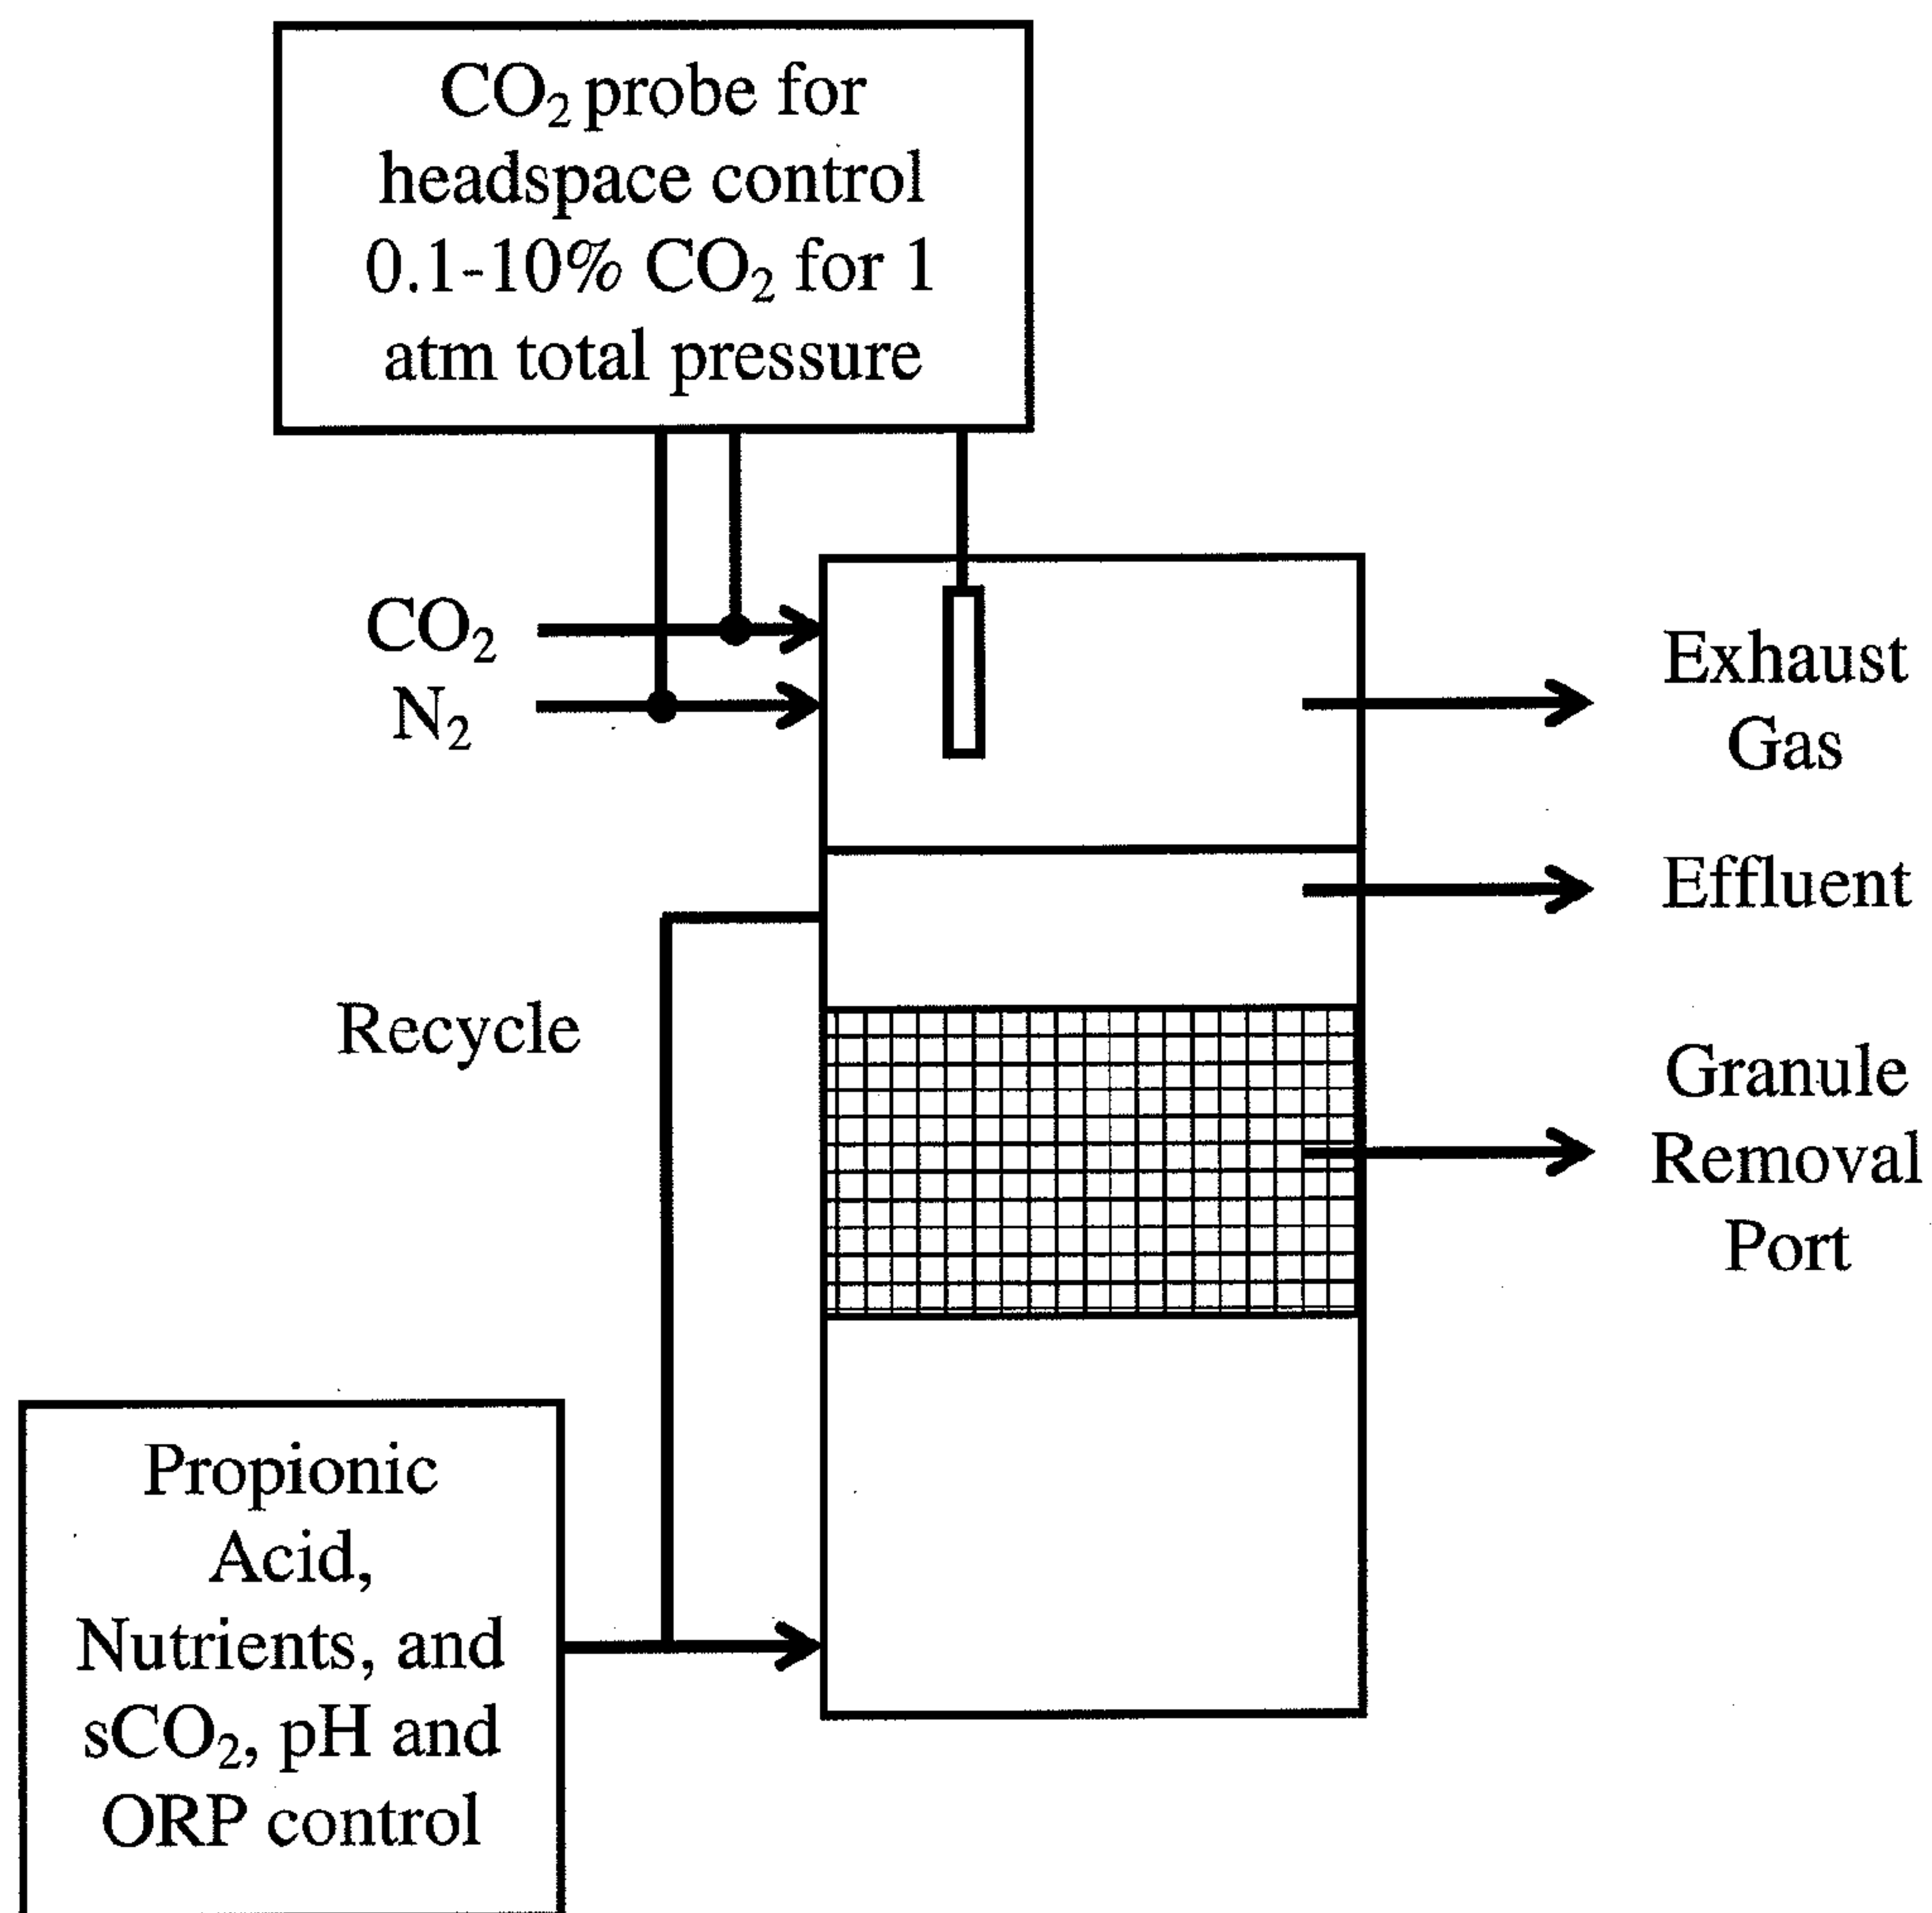 CO₂ probe for
headspace control
0.1-10% CO₂ for 1
atm total pressure
CO₂
N₂
Exhaust
Gas
Effluent
Recycle
Granule
Removal
Port
Propionic
Acid,
Nutrients, and
sCO₂, pH and
ORP control